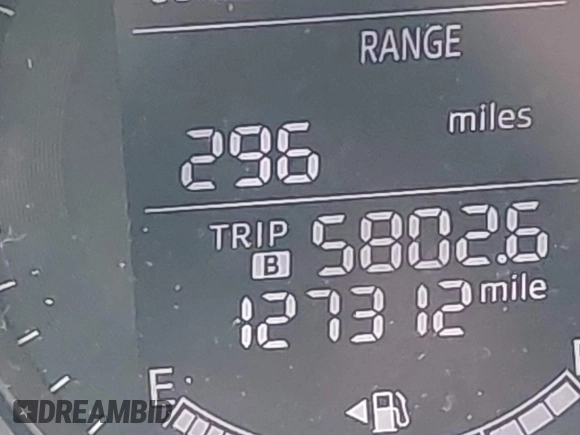 RANGE
miles
296
TRIP B 5802.6
127312 mile
E
DREAMBID